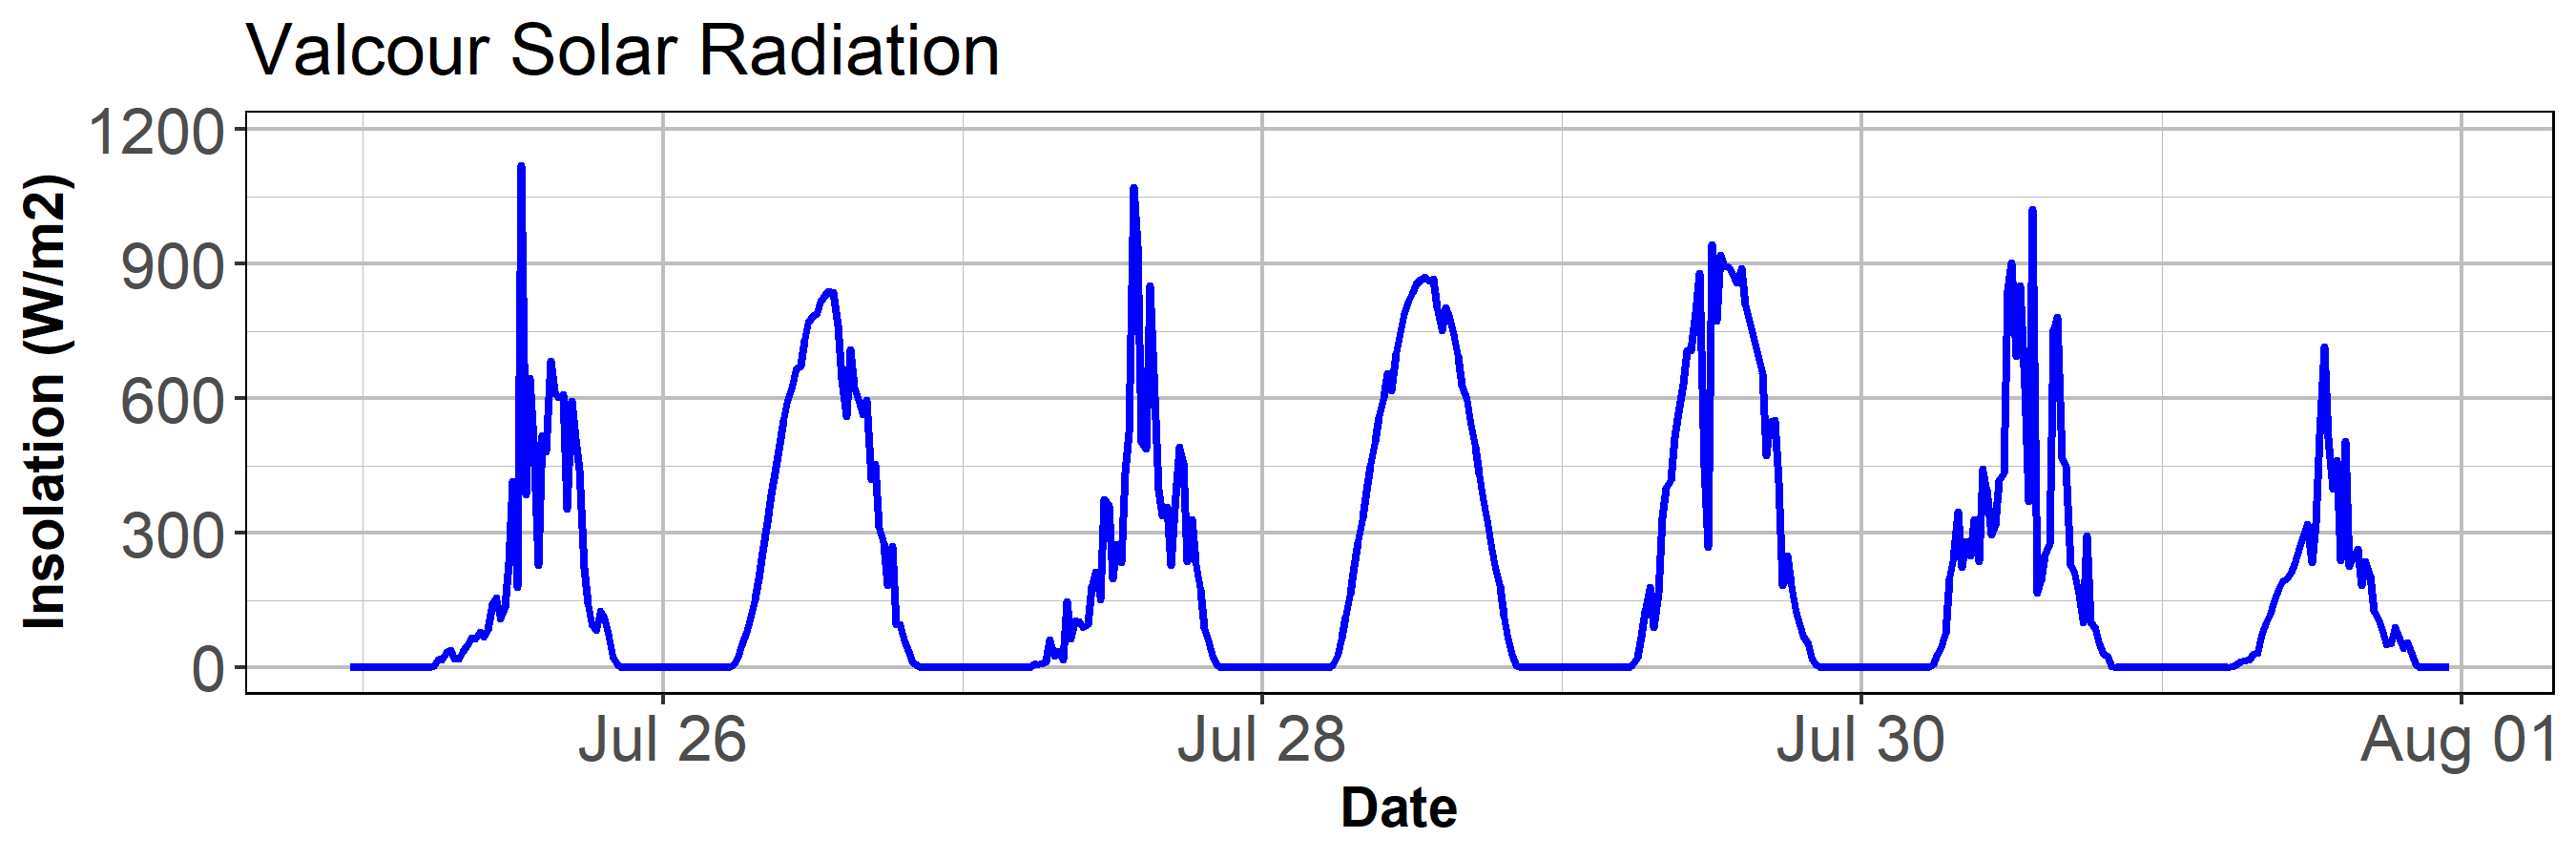 Valcour Solar Radiation
1200
900
600
300
0
Insolation (W/m2)
Jul 26
Jul 28
Jul 30
Aug 01
Date